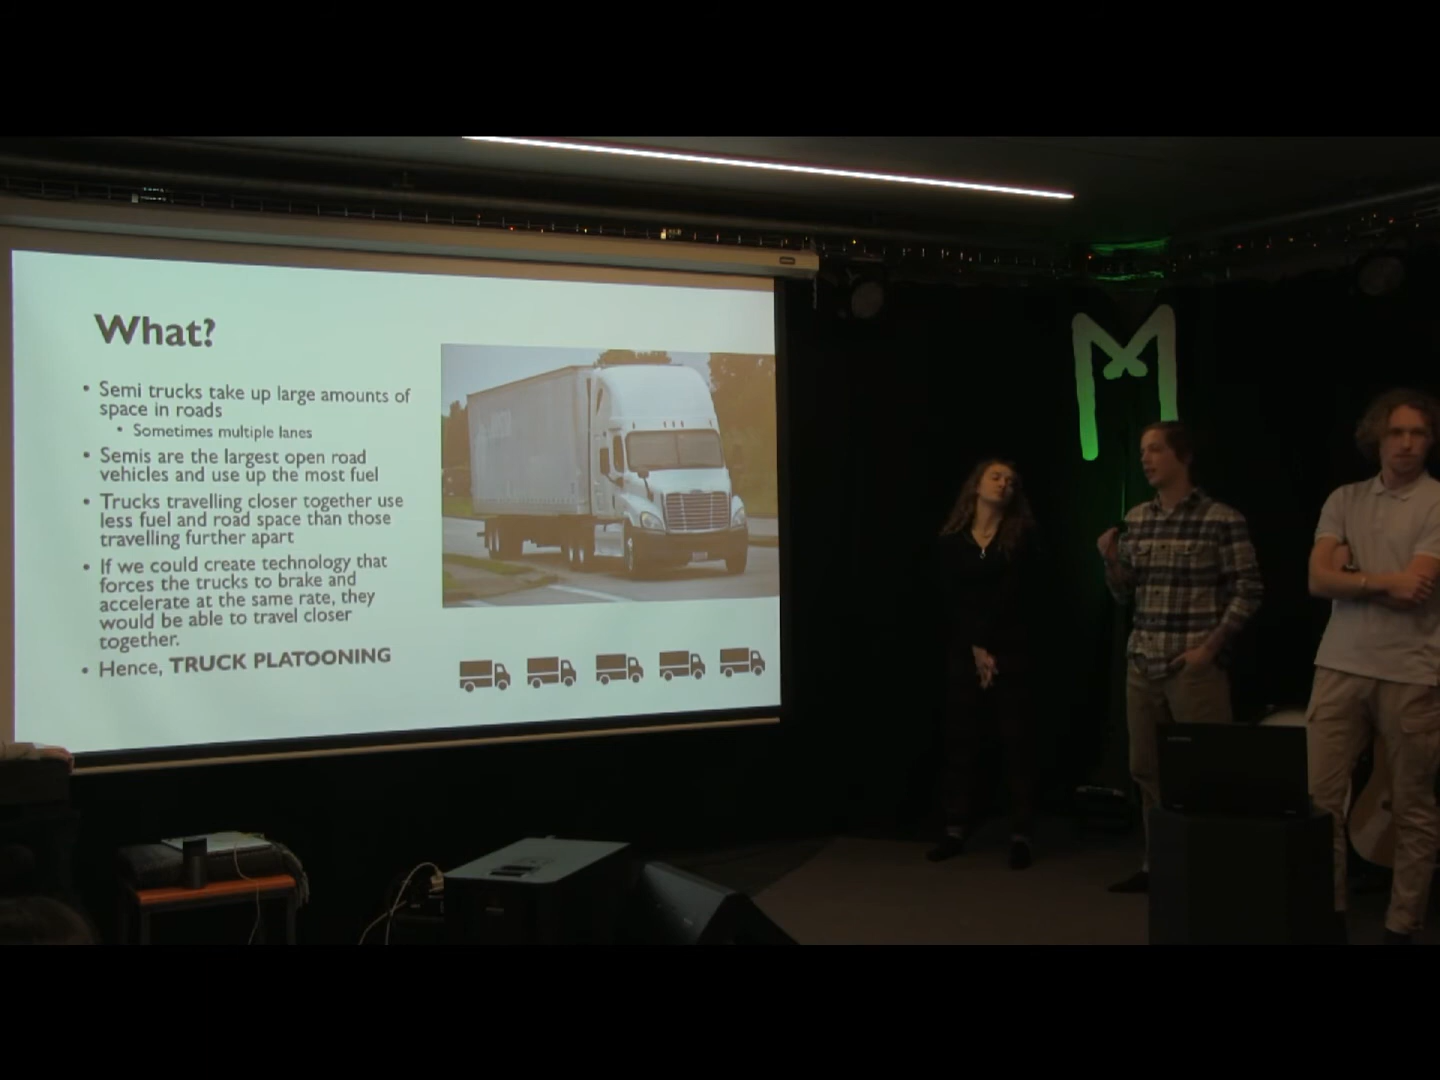 What?
• Semi trucks take up large amounts of
space in roads
• Sometimes multiple lanes
• Semis are the largest open road
vehicles and use up the most fuel
• Trucks travelling closer together use
less fuel and road space than those
travelling further apart
• If we could create technology that
forces the trucks to brake and
accelerate at the same rate, they
would be able to travel closer
together.
• Hence, TRUCK PLATOONING
M